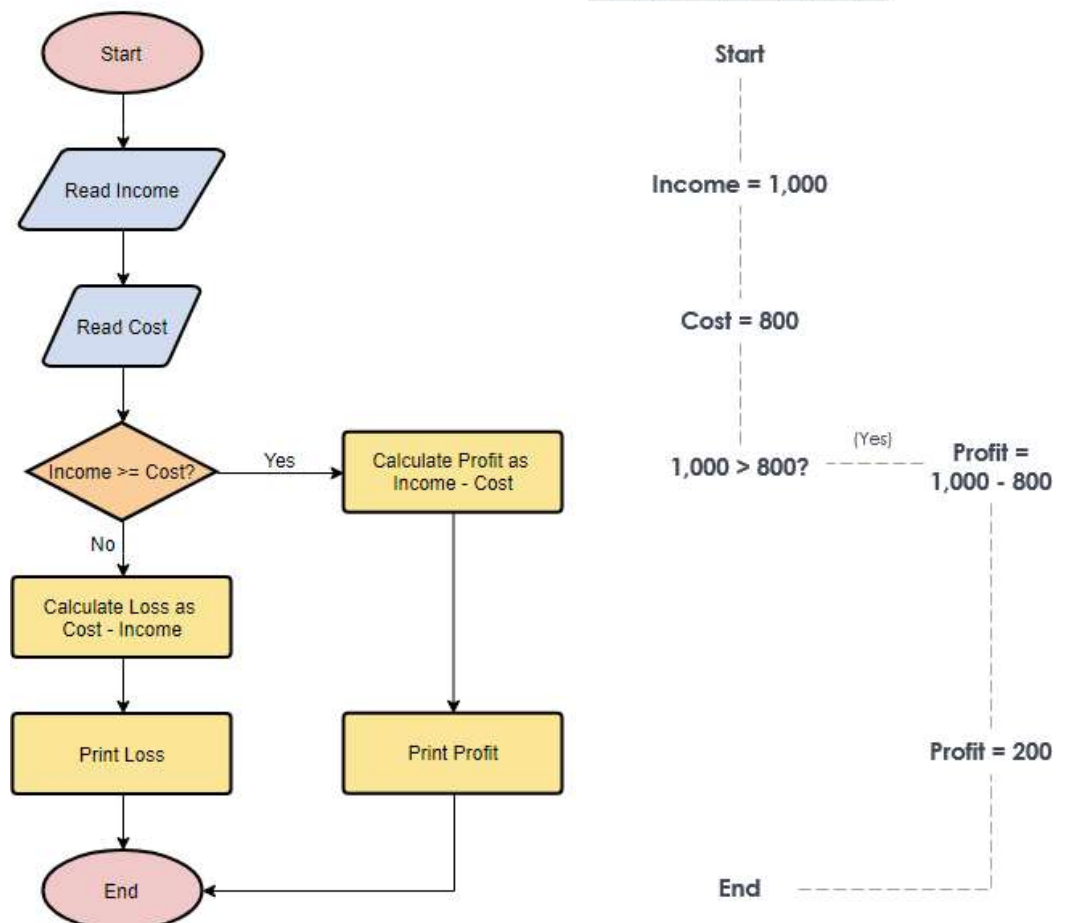 Start
Read Income
Read Cost
Income >= Cost?
Yes
Calculate Profit as
Income - Cost
No
Calculate Loss as
Cost - Income
Print Loss
Print Profit
End
Start
Income = 1,000
Cost = 800
1,000 > 800?
(Yes)
Profit =
1,000 - 800
Profit = 200
End